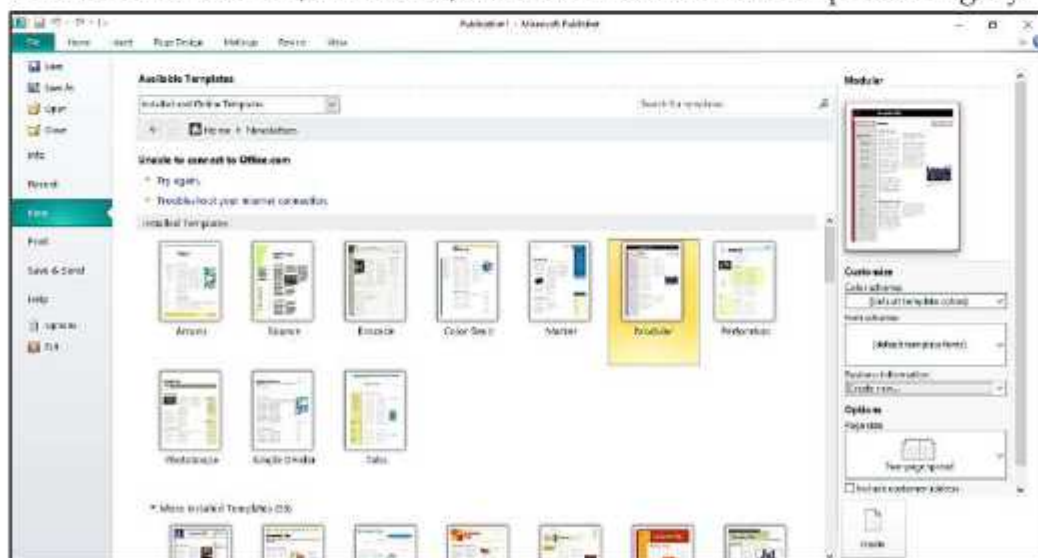 Publication1 - Microsoft Publisher
File Home Insert Page Design Mailings Review View
Save
Save As
Open
Close
Info
Recent
New
Print
Save & Send
Help
Options
Exit
Available Templates
Installed and Online Templates
Search for templates
Home Newsletters
Unable to connect to Office.com
Try again.
Troubleshoot your internet connection.
Installed Templates
Arrows
Bounce
Color Band
Marker
Modular
Perforation
Photoscope
Simple Divider
Tabs
More Installed Templates
Modular
Customize
Color scheme:
(default template colors)
Font scheme:
(default template fonts)
Business information:
Create new...
Options
Page size:
Two-page spread
Include customer address
Create